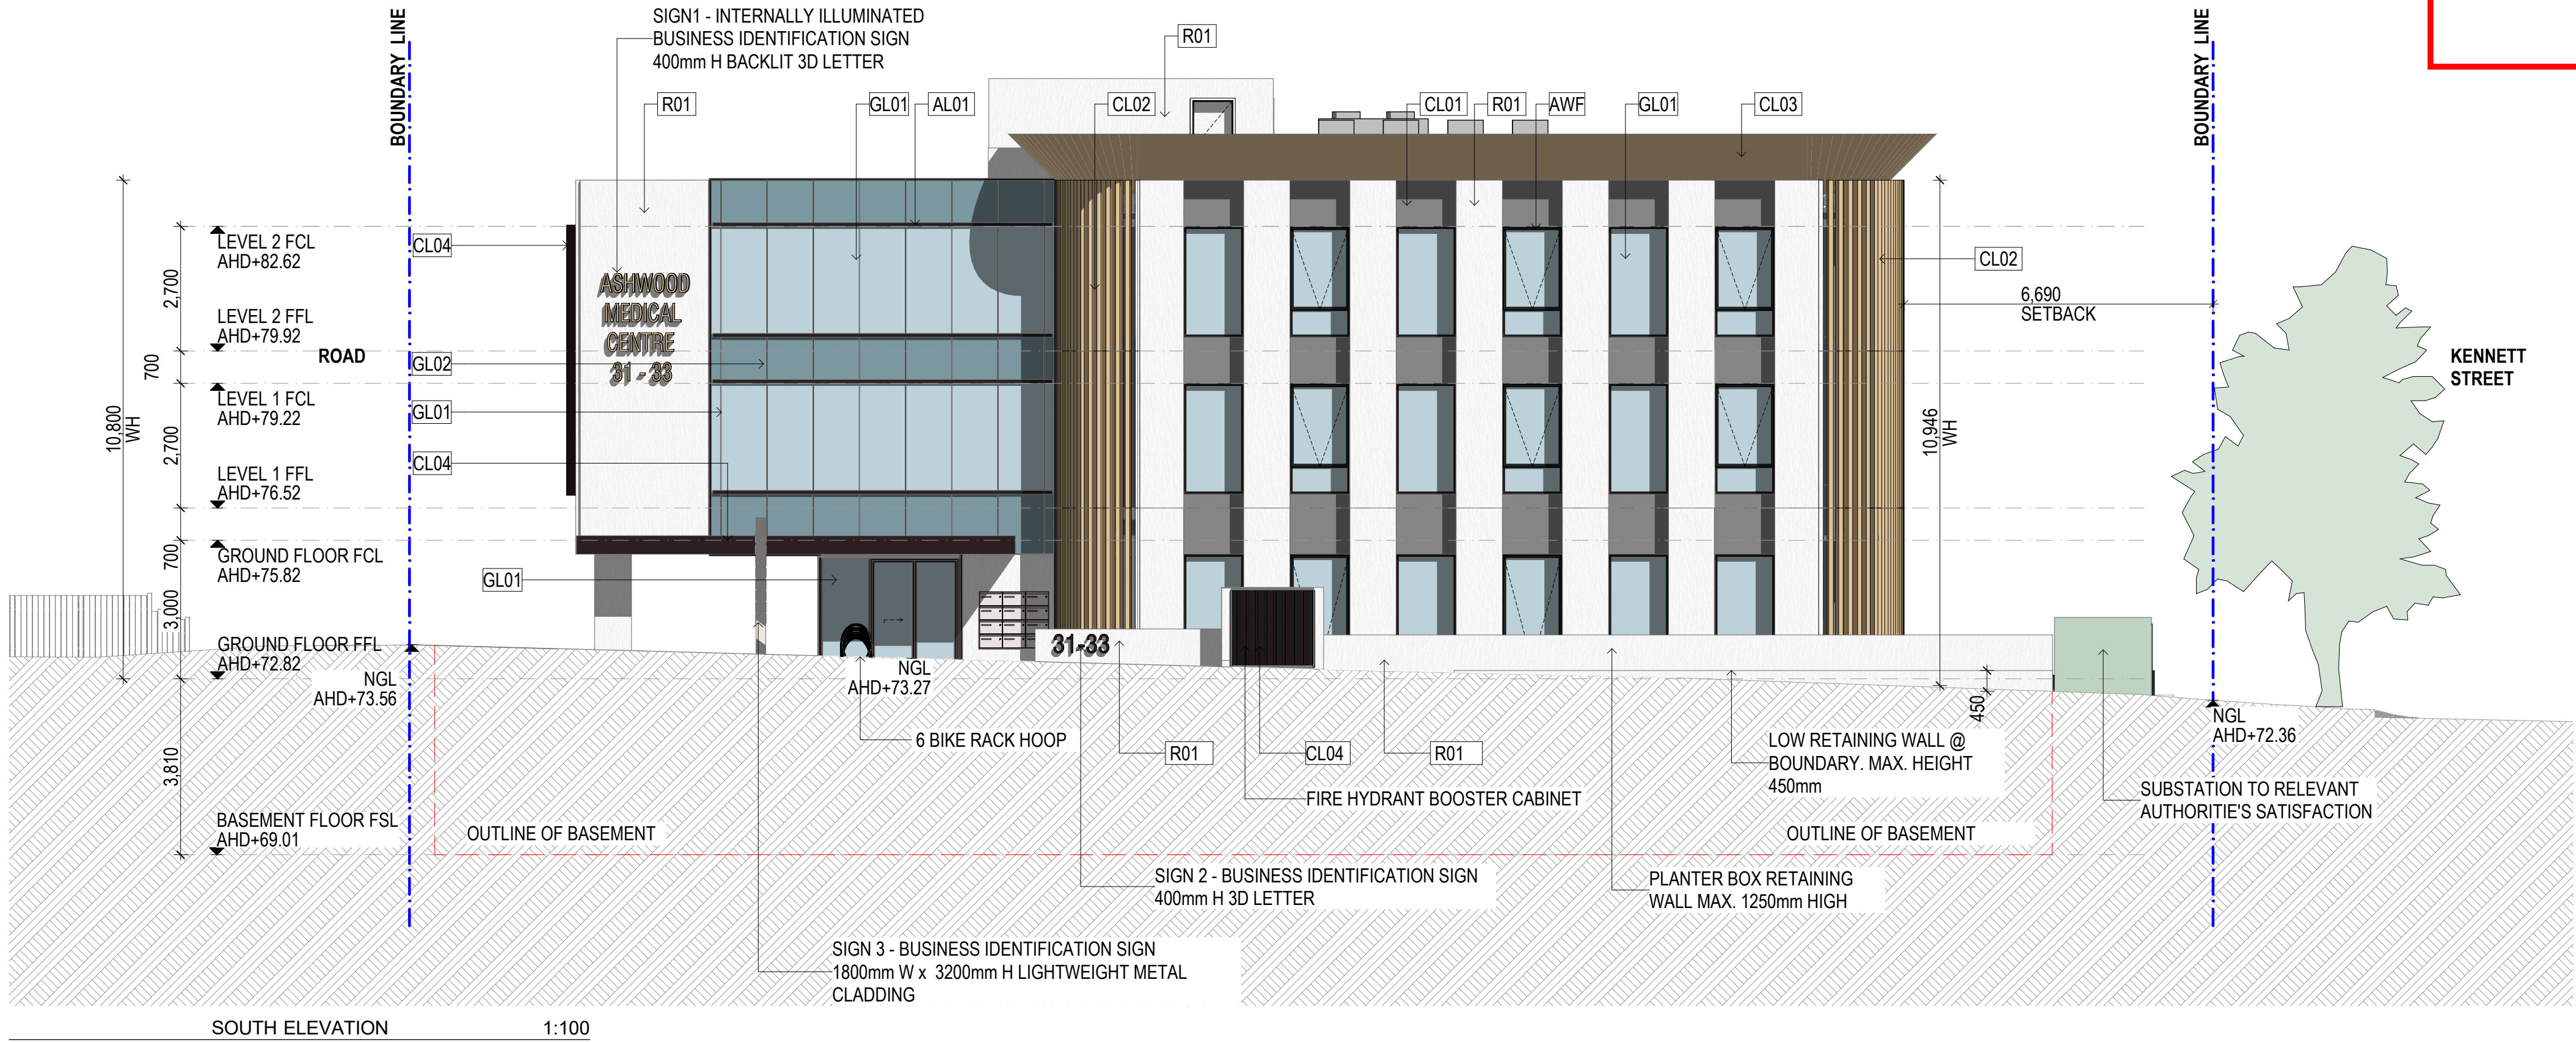 SIGN1 - INTERNALLY ILLUMINATED
BUSINESS IDENTIFICATION SIGN
400mm H BACKLIT 3D LETTER
BOUNDARY LINE
BOUNDARY LINE
R01
R01
GL01
AL01
CL02
CL01
R01
AWF
GL01
CL03
LEVEL 2 FCL
AHD+82.62
CL04
CL02
2,700
6,690
SETBACK
ASHWOOD
MEDICAL
CENTRE
31 - 33
LEVEL 2 FFL
AHD+79.92
ROAD
700
GL02
KENNETT
STREET
LEVEL 1 FCL
AHD+79.22
GL01
10,800
WH
10,946
WH
2,700
CL04
LEVEL 1 FFL
AHD+76.52
700
GROUND FLOOR FCL
AHD+75.82
GL01
3,000
GROUND FLOOR FFL
AHD+72.82
31-33
NGL
AHD+73.56
NGL
AHD+73.27
450
NGL
AHD+72.36
6 BIKE RACK HOOP
R01
CL04
R01
LOW RETAINING WALL @
BOUNDARY. MAX. HEIGHT
450mm
3,810
FIRE HYDRANT BOOSTER CABINET
SUBSTATION TO RELEVANT
AUTHORITIE'S SATISFACTION
BASEMENT FLOOR FSL
AHD+69.01
OUTLINE OF BASEMENT
OUTLINE OF BASEMENT
SIGN 2 - BUSINESS IDENTIFICATION SIGN
400mm H 3D LETTER
PLANTER BOX RETAINING
WALL MAX. 1250mm HIGH
SIGN 3 - BUSINESS IDENTIFICATION SIGN
1800mm W x 3200mm H LIGHTWEIGHT METAL
CLADDING
SOUTH ELEVATION 1:100